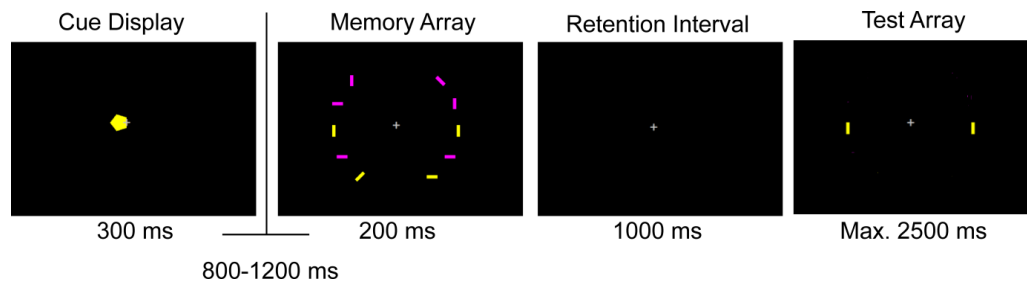 Cue Display
Memory Array
Retention Interval
Test Array
300 ms
200 ms
1000 ms
Max. 2500 ms
800-1200 ms